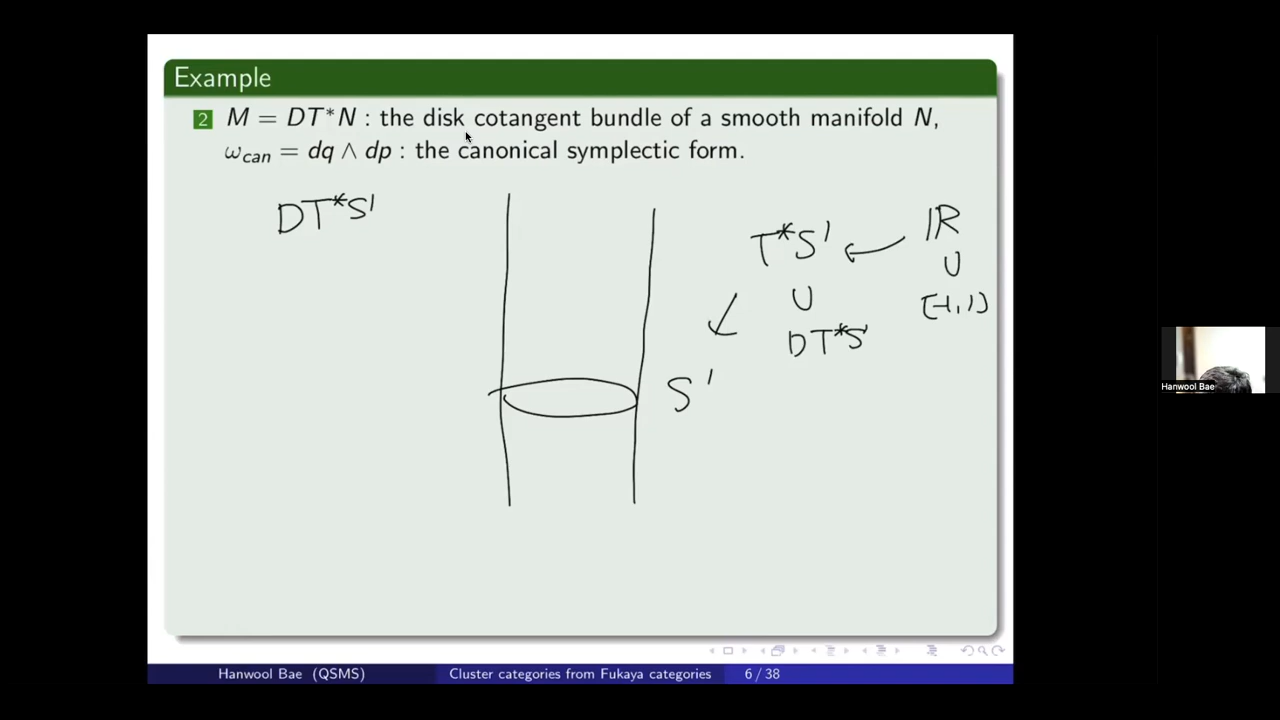 Example
2 M = DT*N : the disk cotangent bundle of a smooth manifold N,
ω_can = dq ∧ dp : the canonical symplectic form.
DT*S¹
T*S¹ ← ℝ
∪ ∪
DT*S¹ [-1,1]
S¹
Hanwool Bae
Hanwool Bae (QSMS) Cluster categories from Fukaya categories 6 / 38